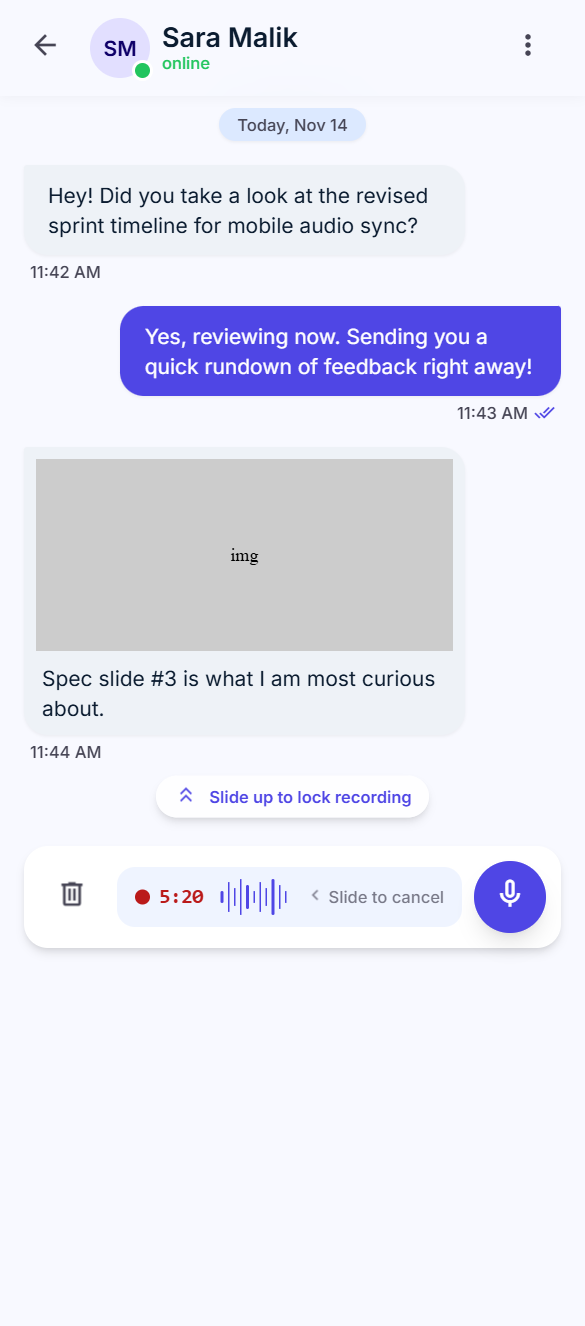 SM
Sara Malik
online
Today, Nov 14
Hey! Did you take a look at the revised
sprint timeline for mobile audio sync?
11:42 AM
Yes, reviewing now. Sending you a
quick rundown of feedback right away!
11:43 AM
img
Spec slide #3 is what I am most curious
about.
11:44 AM
Slide up to lock recording
5:20
Slide to cancel